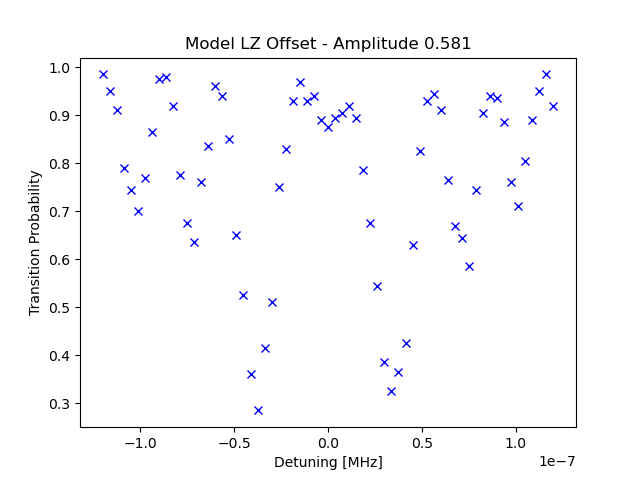 Model LZ Offset - Amplitude 0.581
Transition Probability
1.0
0.9
0.8
0.7
0.6
0.5
0.4
0.3
−1.0 −0.5 0.0 0.5 1.0
1e−7
Detuning [MHz]